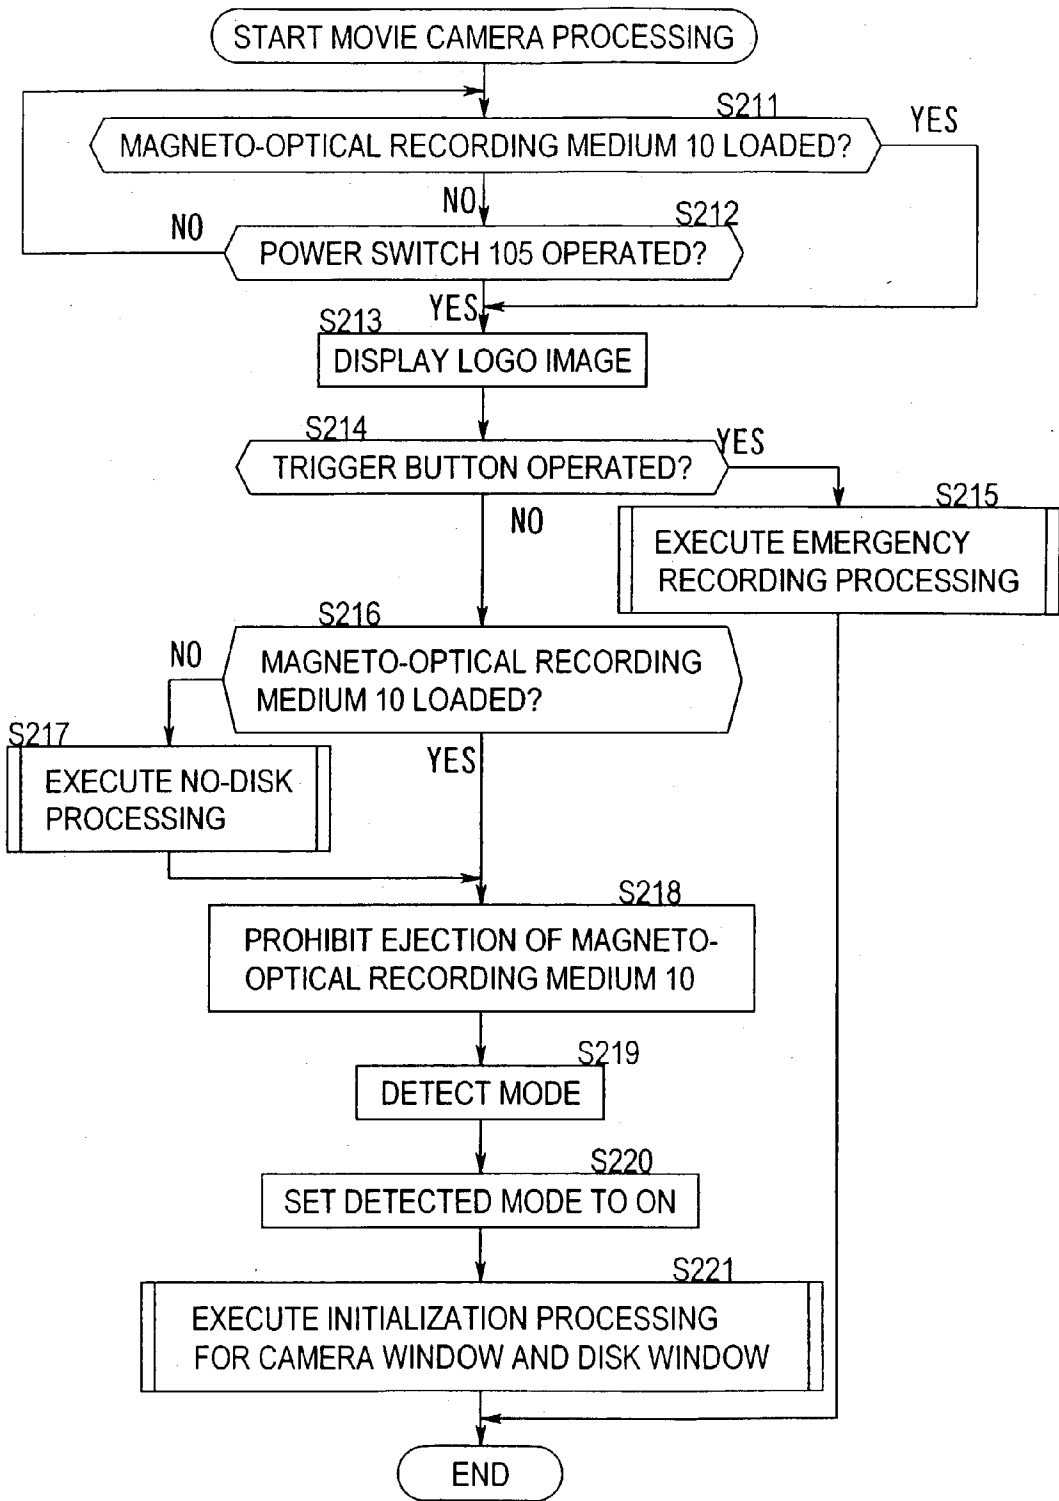 START MOVIE CAMERA PROCESSING
S211
MAGNETO-OPTICAL RECORDING MEDIUM 10 LOADED?
YES
NO
S212
NO
POWER SWITCH 105 OPERATED?
YES
S213
DISPLAY LOGO IMAGE
S214
YES
TRIGGER BUTTON OPERATED?
NO
S215
EXECUTE EMERGENCY
RECORDING PROCESSING
S216
NO
MAGNETO-OPTICAL RECORDING
MEDIUM 10 LOADED?
S217
YES
EXECUTE NO-DISK
PROCESSING
S218
PROHIBIT EJECTION OF MAGNETO-
OPTICAL RECORDING MEDIUM 10
S219
DETECT MODE
S220
SET DETECTED MODE TO ON
S221
EXECUTE INITIALIZATION PROCESSING
FOR CAMERA WINDOW AND DISK WINDOW
END